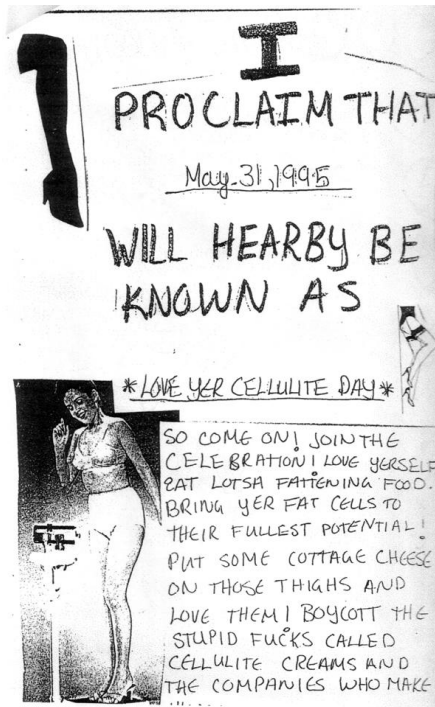 I
PROCLAIM THAT
May 31, 1995
WILL HEARBY BE
KNOWN AS
*LOVE YER CELLULITE DAY*
SO COME ON! JOIN THE
CELEBRATION! LOVE YERSELF
EAT LOTSA FATTENING FOOD.
BRING YER FAT CELLS TO
THEIR FULLEST POTENTIAL!
PUT SOME COTTAGE CHEESE
ON THOSE THIGHS AND
LOVE THEM! BOYCOTT THE
STUPID FUCKS CALLED
CELLULITE CREAMS AND
THE COMPANIES WHO MAKE